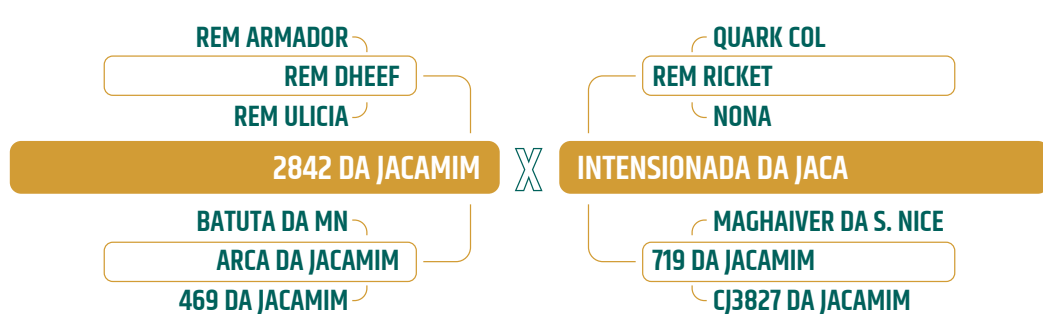 REM ARMADOR
QUARK COL
REM DHEEF
REM RICKET
REM ULICIA
NONA
2842 DA JACAMIM X INTENSIONADA DA JACA
BATUTA DA MN
MAGHAIVER DA S. NICE
ARCA DA JACAMIM
719 DA JACAMIM
469 DA JACAMIM
CJ3827 DA JACAMIM